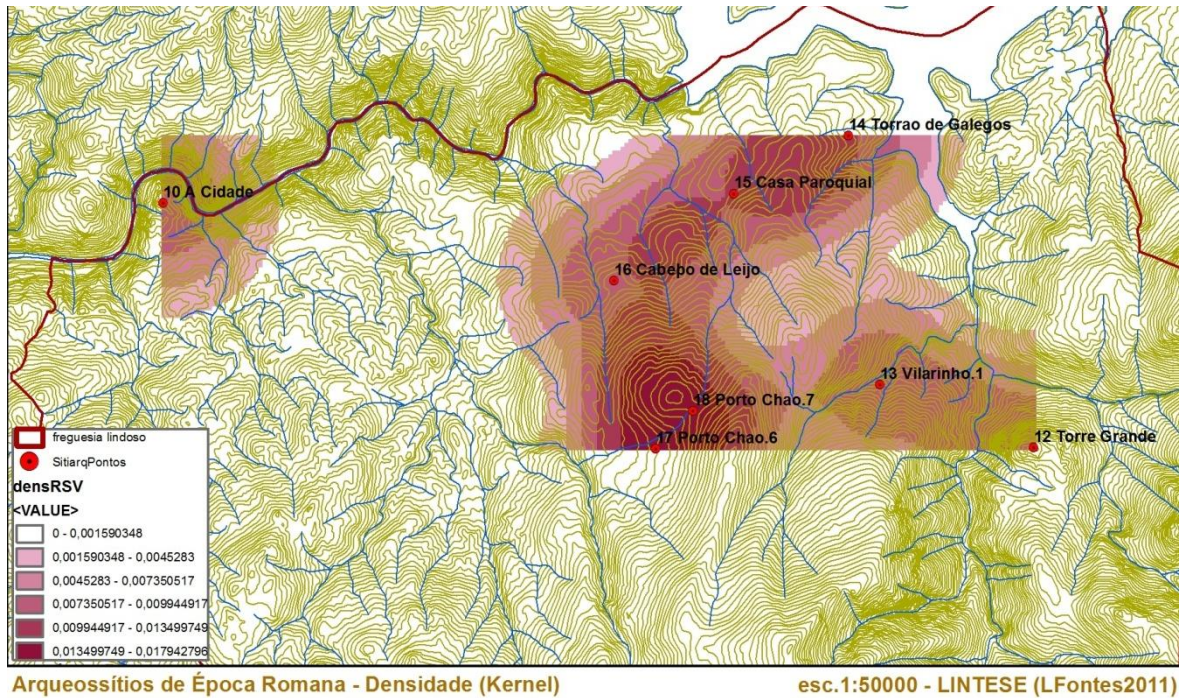 14 Torrao de Galegos
15 Casa Paroquial
10 A Cidade
16 Cabeþo de Leijo
13 Vilarinho.1
18 Porto Chao.7
17 Porto Chao.6
12 Torre Grande
freguesia lindoso
SitiarqPontos
densRSV
<VALUE>
0 - 0,001590348
0,001590348 - 0,0045283
0,0045283 - 0,007350517
0,007350517 - 0,009944917
0,009944917 - 0,013499749
0,013499749 - 0,017942796
Arqueossítios de Época Romana - Densidade (Kernel)
esc.1:50000 - LINTESE (LFontes2011)